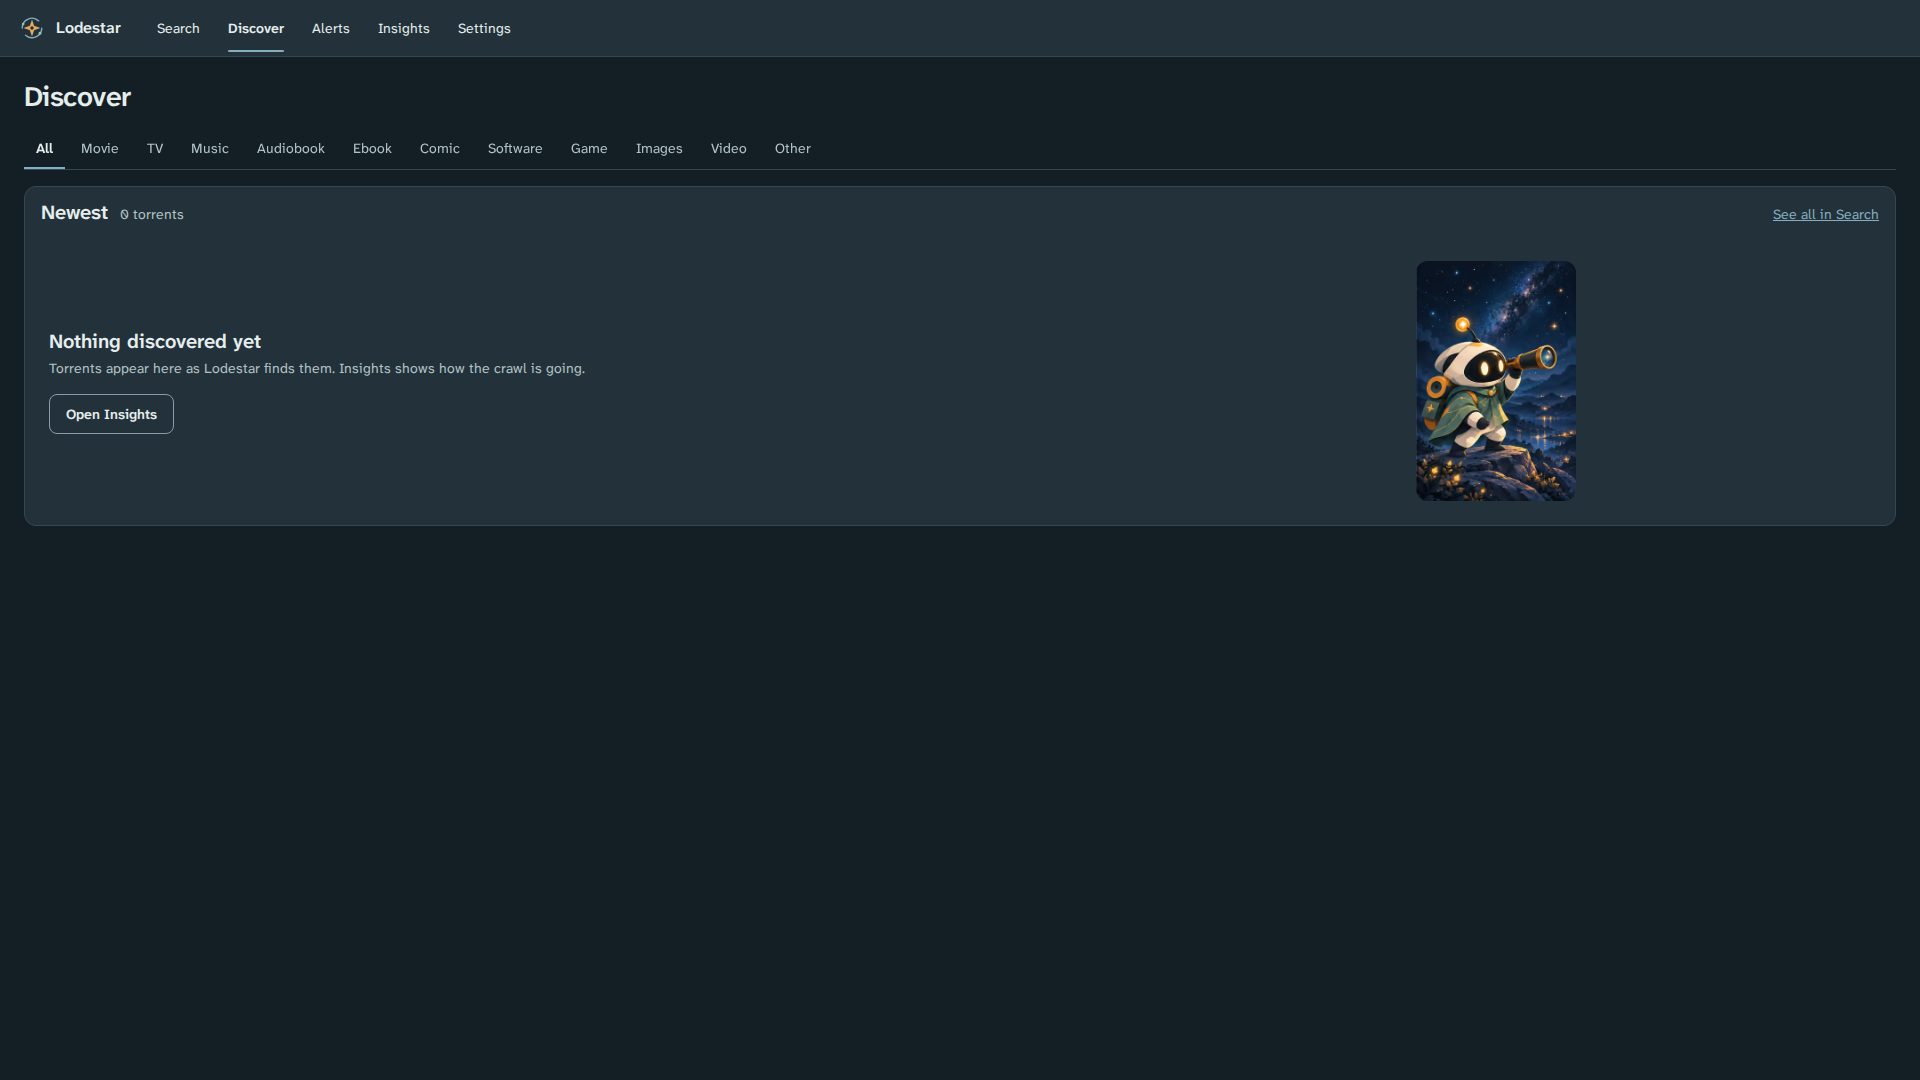 Lodestar Search Discover Alerts Insights Settings
Discover
All Movie TV Music Audiobook Ebook Comic Software Game Images Video Other
Newest 0 torrents See all in Search
Nothing discovered yet
Torrents appear here as Lodestar finds them. Insights shows how the crawl is going.
Open Insights